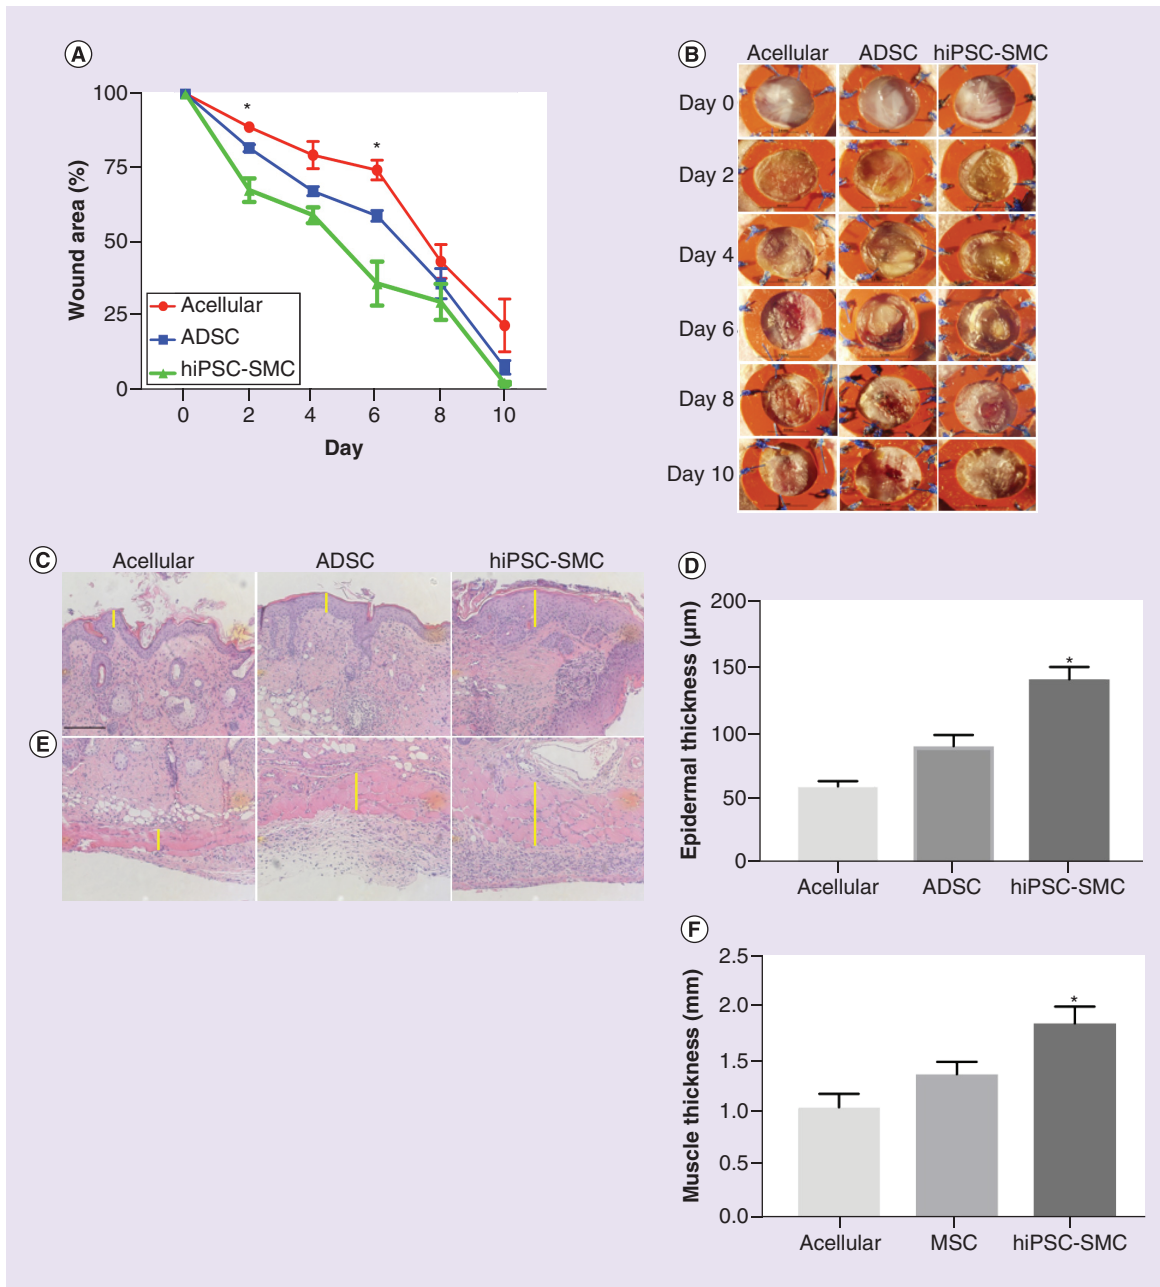 A
100
75
50
25
0
Wound area (%)
*
*
Acellular
ADSC
hiPSC-SMC
0 2 4 6 8 10
Day
B
Acellular ADSC hiPSC-SMC
Day 0
Day 2
Day 4
Day 6
Day 8
Day 10
C
Acellular ADSC hiPSC-SMC
E
D
200
150
100
50
0
Epidermal thickness (µm)
*
Acellular ADSC hiPSC-SMC
F
2.5
2.0
1.5
1.0
0.5
0.0
Muscle thickness (mm)
*
Acellular MSC hiPSC-SMC